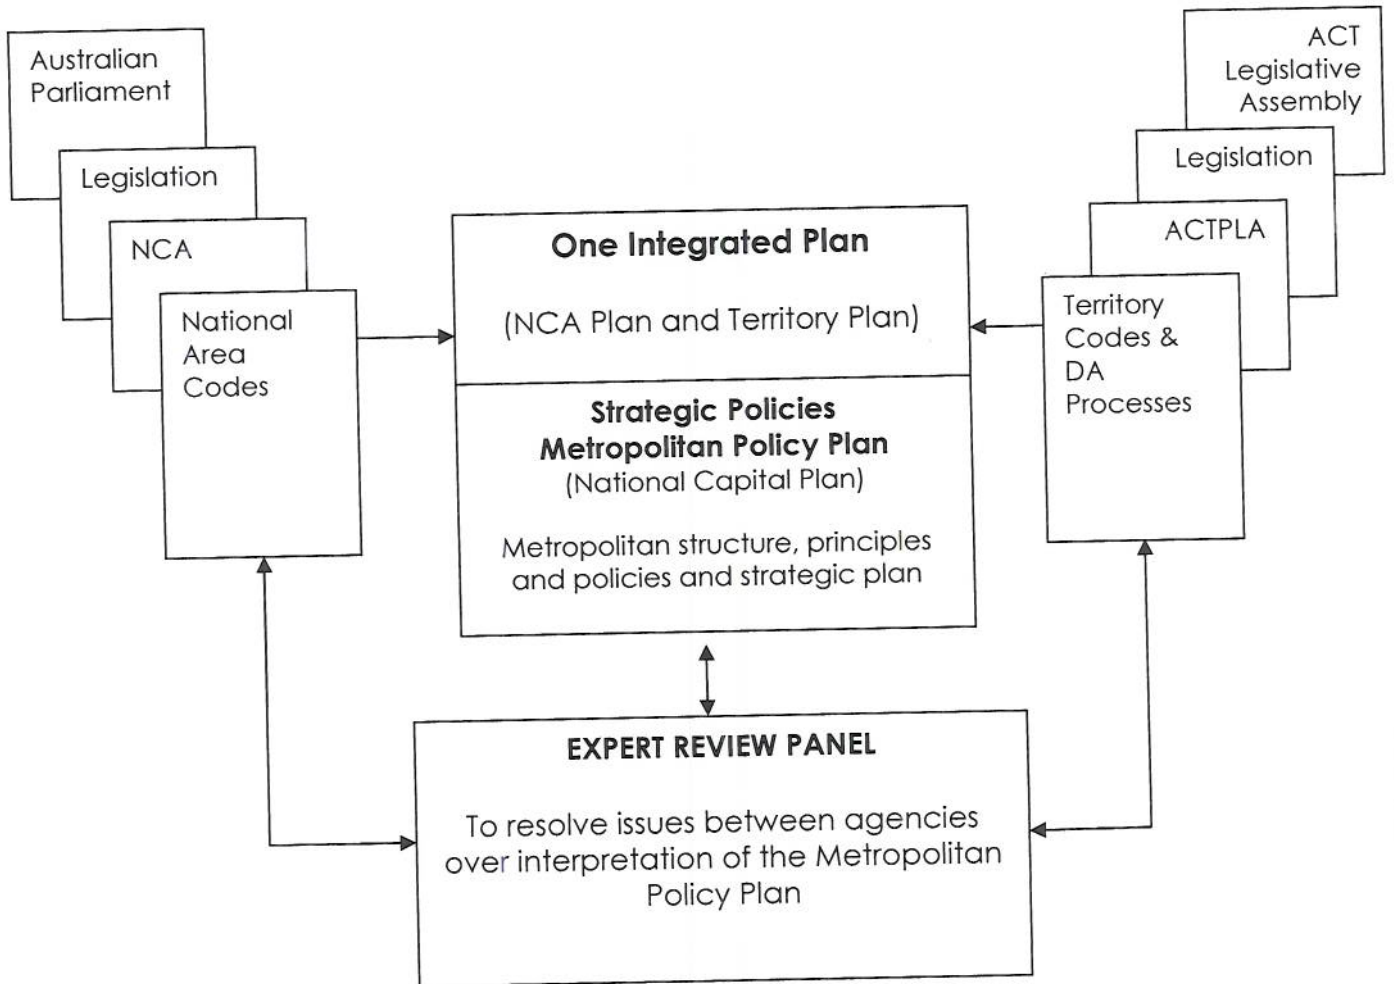 Australian
Parliament
Legislation
NCA
National
Area
Codes
One Integrated Plan
(NCA Plan and Territory Plan)
Strategic Policies
Metropolitan Policy Plan
(National Capital Plan)
Metropolitan structure, principles
and policies and strategic plan
ACT
Legislative
Assembly
Legislation
ACTPLA
Territory
Codes &
DA
Processes
EXPERT REVIEW PANEL
To resolve issues between agencies
over interpretation of the Metropolitan
Policy Plan